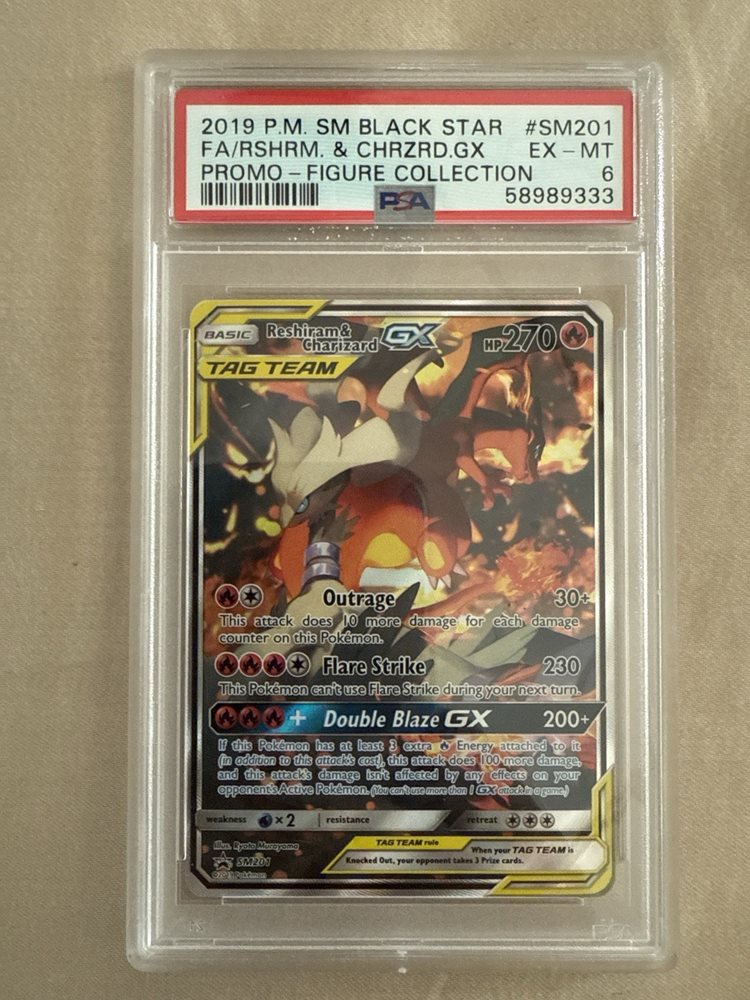 2019 P.M. SM BLACK STAR #SM201
FA/RSHRM. & CHRZRD.GX EX - MT
PROMO - FIGURE COLLECTION 6
PSA 58989333
BASIC Reshiram & Charizard GX HP 270
TAG TEAM
Outrage 30+
This attack does 10 more damage for each damage
counter on this Pokémon.
Flare Strike 230
This Pokémon can't use Flare Strike during your next turn.
+ Double Blaze GX 200+
If this Pokémon has at least 3 extra Energy attached to it
(in addition to this attack's cost), this attack does 100 more damage,
and this attack's damage isn't affected by any effects on your
opponent's Active Pokémon. (You can't use more than 1 GX attack in a game.)
weakness ×2 resistance retreat
TAG TEAM rule When your TAG TEAM is
Knocked Out, your opponent takes 3 Prize cards.
Illus. Ryota Murayama
SM201
©2019 Pokémon